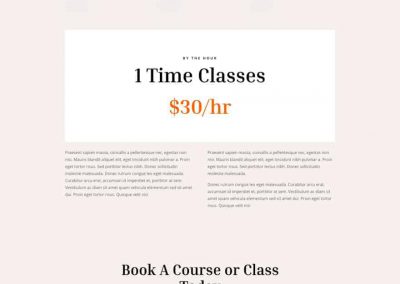 BY THE HOUR
1 Time Classes
$30/hr
Praesent sapien massa, convallis a pellentesque nec, egestas non
nisi. Mauris blandit aliquet elit, eget tincidunt nibh pulvinar a. Proin
eget tortor risus. Sed porttitor lectus nibh. Donec sollicitudin
molestie malesuada. Donec rutrum congue leo eget malesuada.
Curabitur arcu erat, accumsan id imperdiet et, porttitor at sem.
Vestibulum ac diam sit amet quam vehicula elementum sed sit amet
dui. Proin eget tortor risus. Quisque velit nisi
Praesent sapien massa, convallis a pellentesque nec, egestas non
nisi. Mauris blandit aliquet elit, eget tincidunt nibh pulvinar a. Proin
eget tortor risus. Sed porttitor lectus nibh.
Donec rutrum congue leo eget malesuada. Curabitur arcu erat,
accumsan id imperdiet et, porttitor at sem. Vestibulum ac diam sit
amet quam vehicula elementum sed sit amet dui. Proin eget tortor
risus. Quisque velit nisi
Book A Course or Class
Today